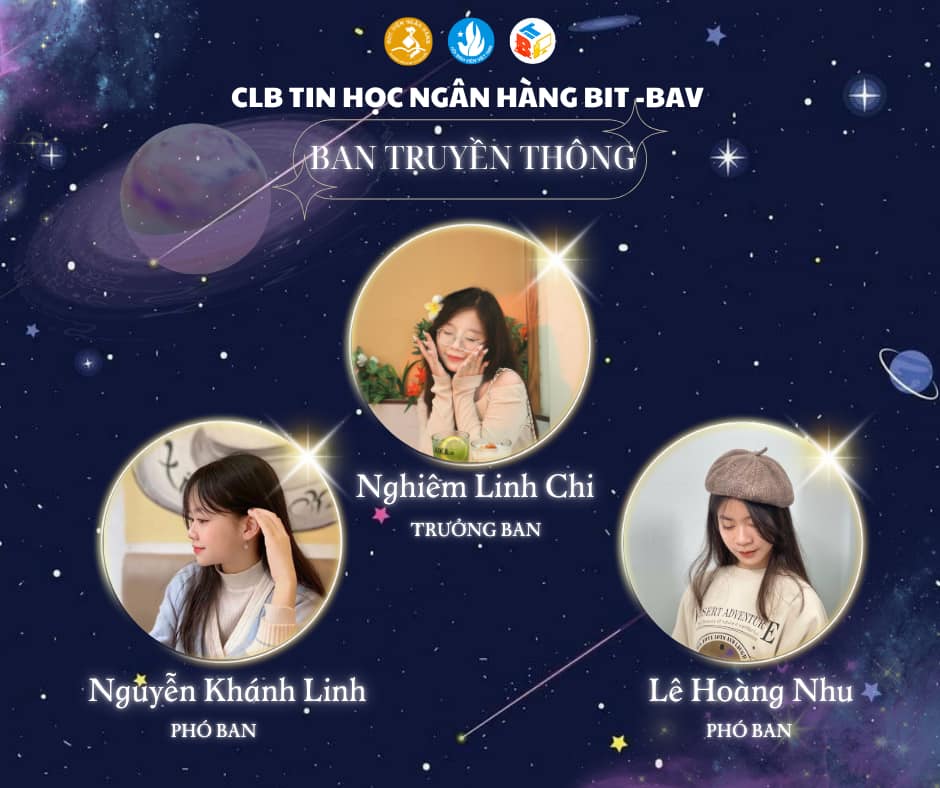 CLB TIN HỌC NGÂN HÀNG BIT -BAV
BAN TRUYỀN THÔNG
Nghiêm Linh Chi
TRƯỞNG BAN
Nguyễn Khánh Linh
PHÓ BAN
Lê Hoàng Nhu
PHÓ BAN